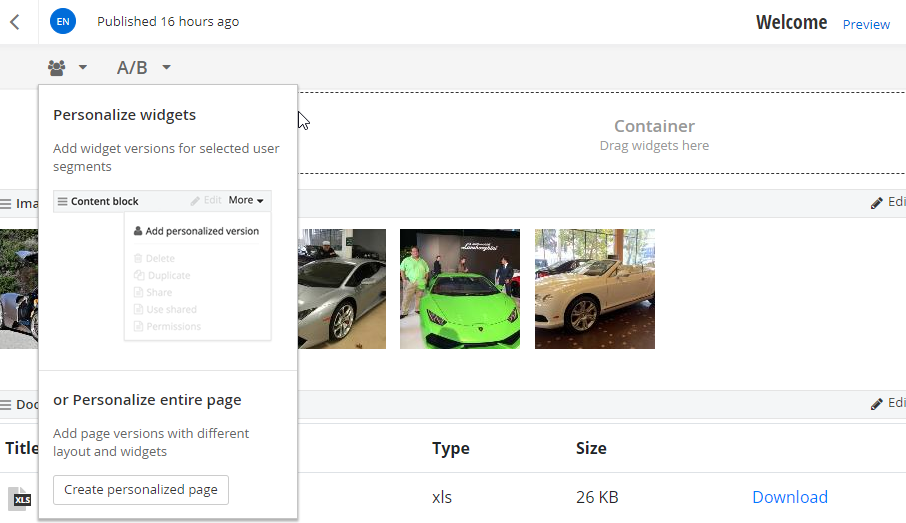 EN
Published 16 hours ago
Welcome
Preview
A/B
Personalize widgets
Add widget versions for selected user
segments
Content block
Edit
More
Add personalized version
Delete
Duplicate
Share
Use shared
Permissions
or Personalize entire page
Add page versions with different
layout and widgets
Create personalized page
Container
Drag widgets here
Ima
Edi
Lamborghini
Doc
Edi
Title
Type
Size
XLS
xls
26 KB
Download